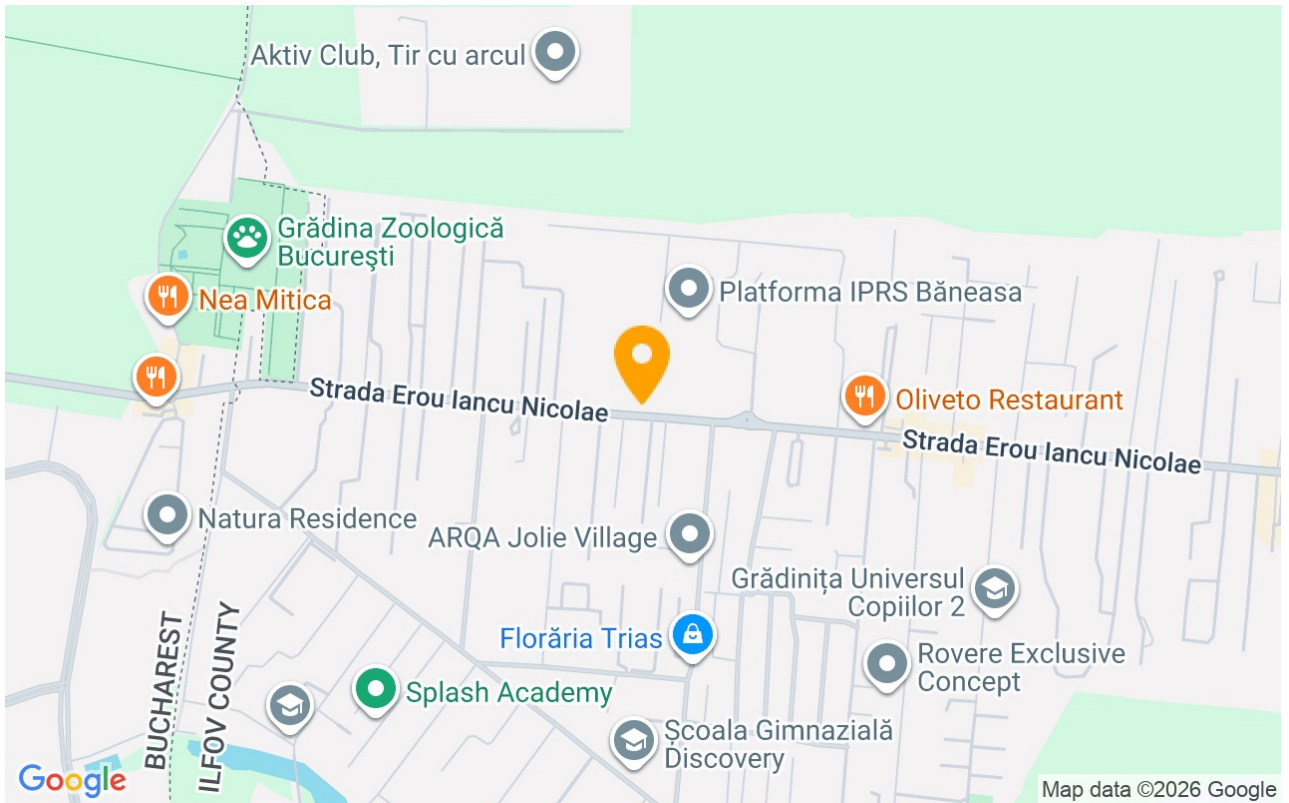 Aktiv Club, Tir cu arcul
Grădina Zoologică
Bucureşti
Nea Mitica
Platforma IPRS Băneasa
Strada Erou Iancu Nicolae
Oliveto Restaurant
Strada Erou Iancu Nicolae
Natura Residence
ARQA Jolie Village
Grădinița Universul
Copiilor 2
Florăria Trias
Rovere Exclusive
Concept
Splash Academy
Școala Gimnazială
Discovery
BUCHAREST
ILFOV COUNTY
Google
Map data ©2026 Google